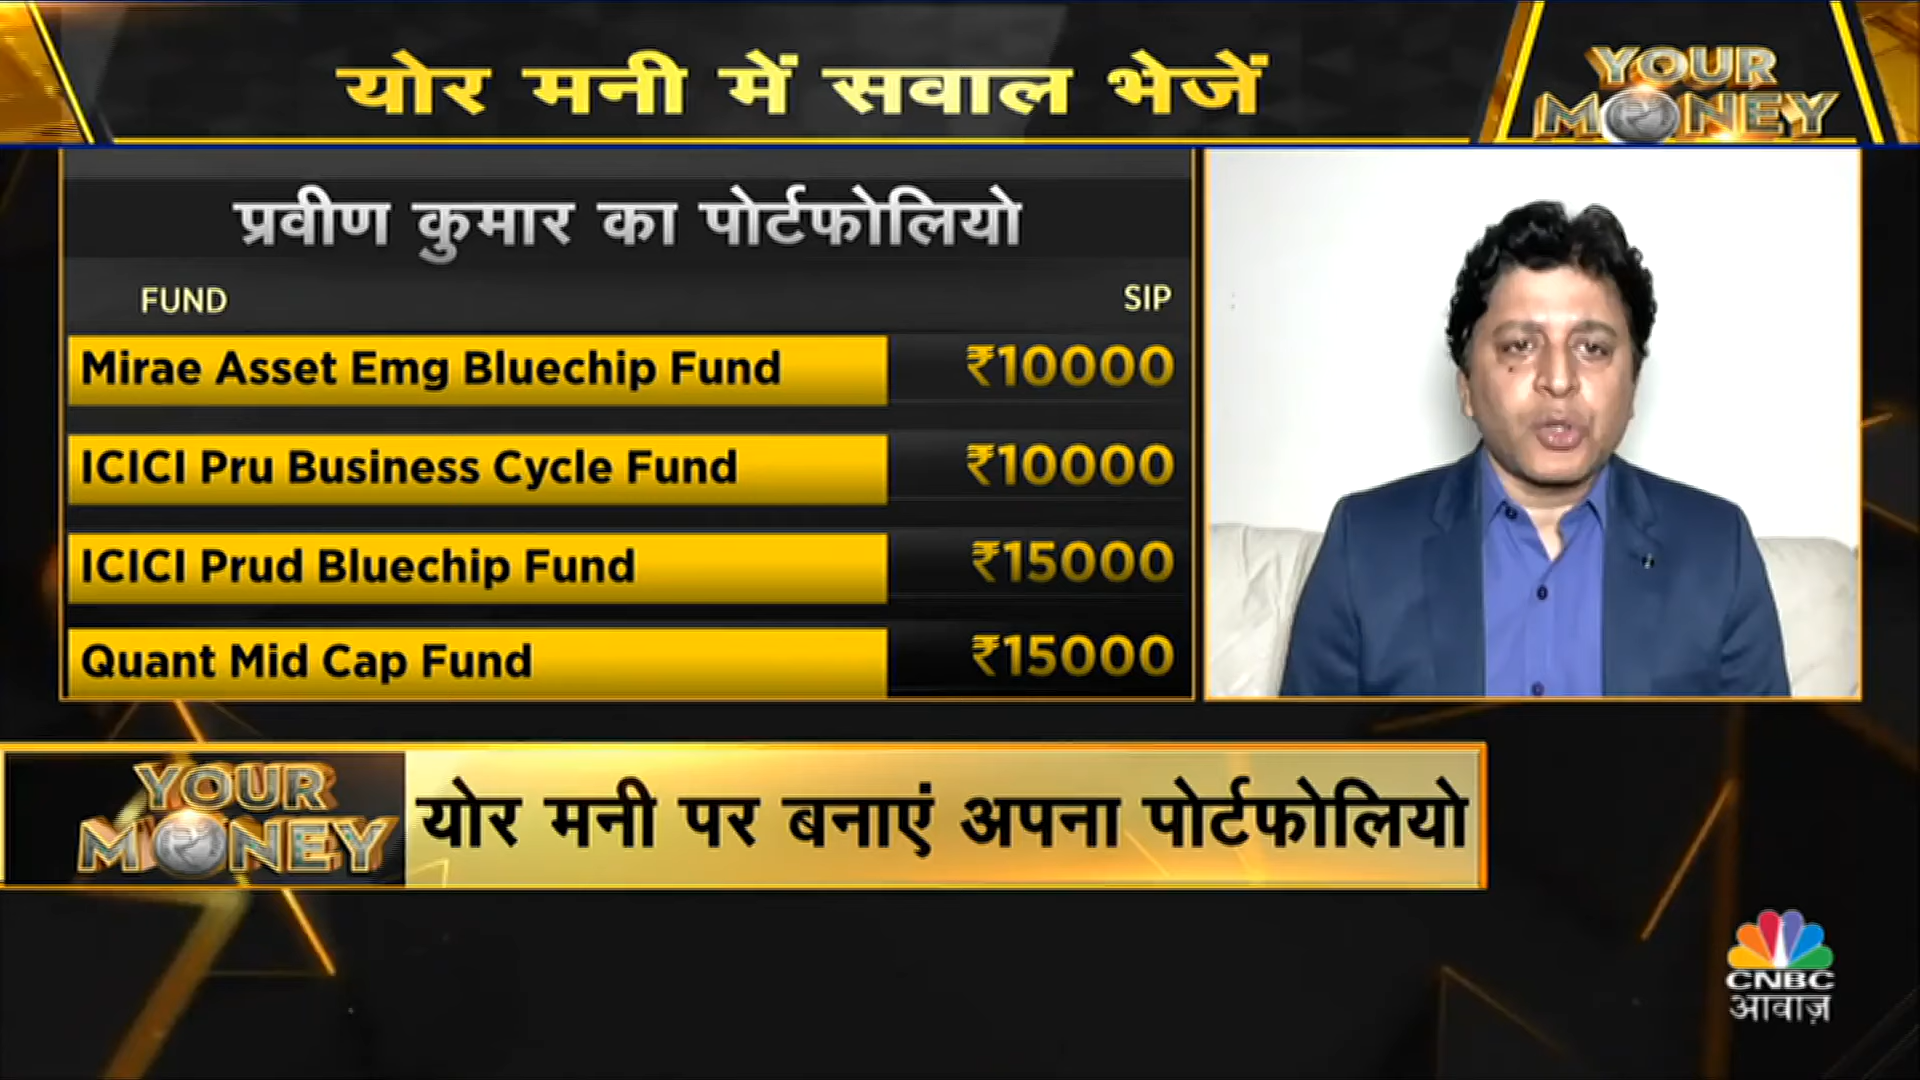 योर मनी में सवाल भेजें
YOUR
MONEY
प्रवीण कुमार का पोर्टफोलियो
FUND SIP
Mirae Asset Emg Bluechip Fund ₹10000
ICICI Pru Business Cycle Fund ₹10000
ICICI Prud Bluechip Fund ₹15000
Quant Mid Cap Fund ₹15000
YOUR
MONEY
योर मनी पर बनाएं अपना पोर्टफोलियो
CNBC
आवाज़